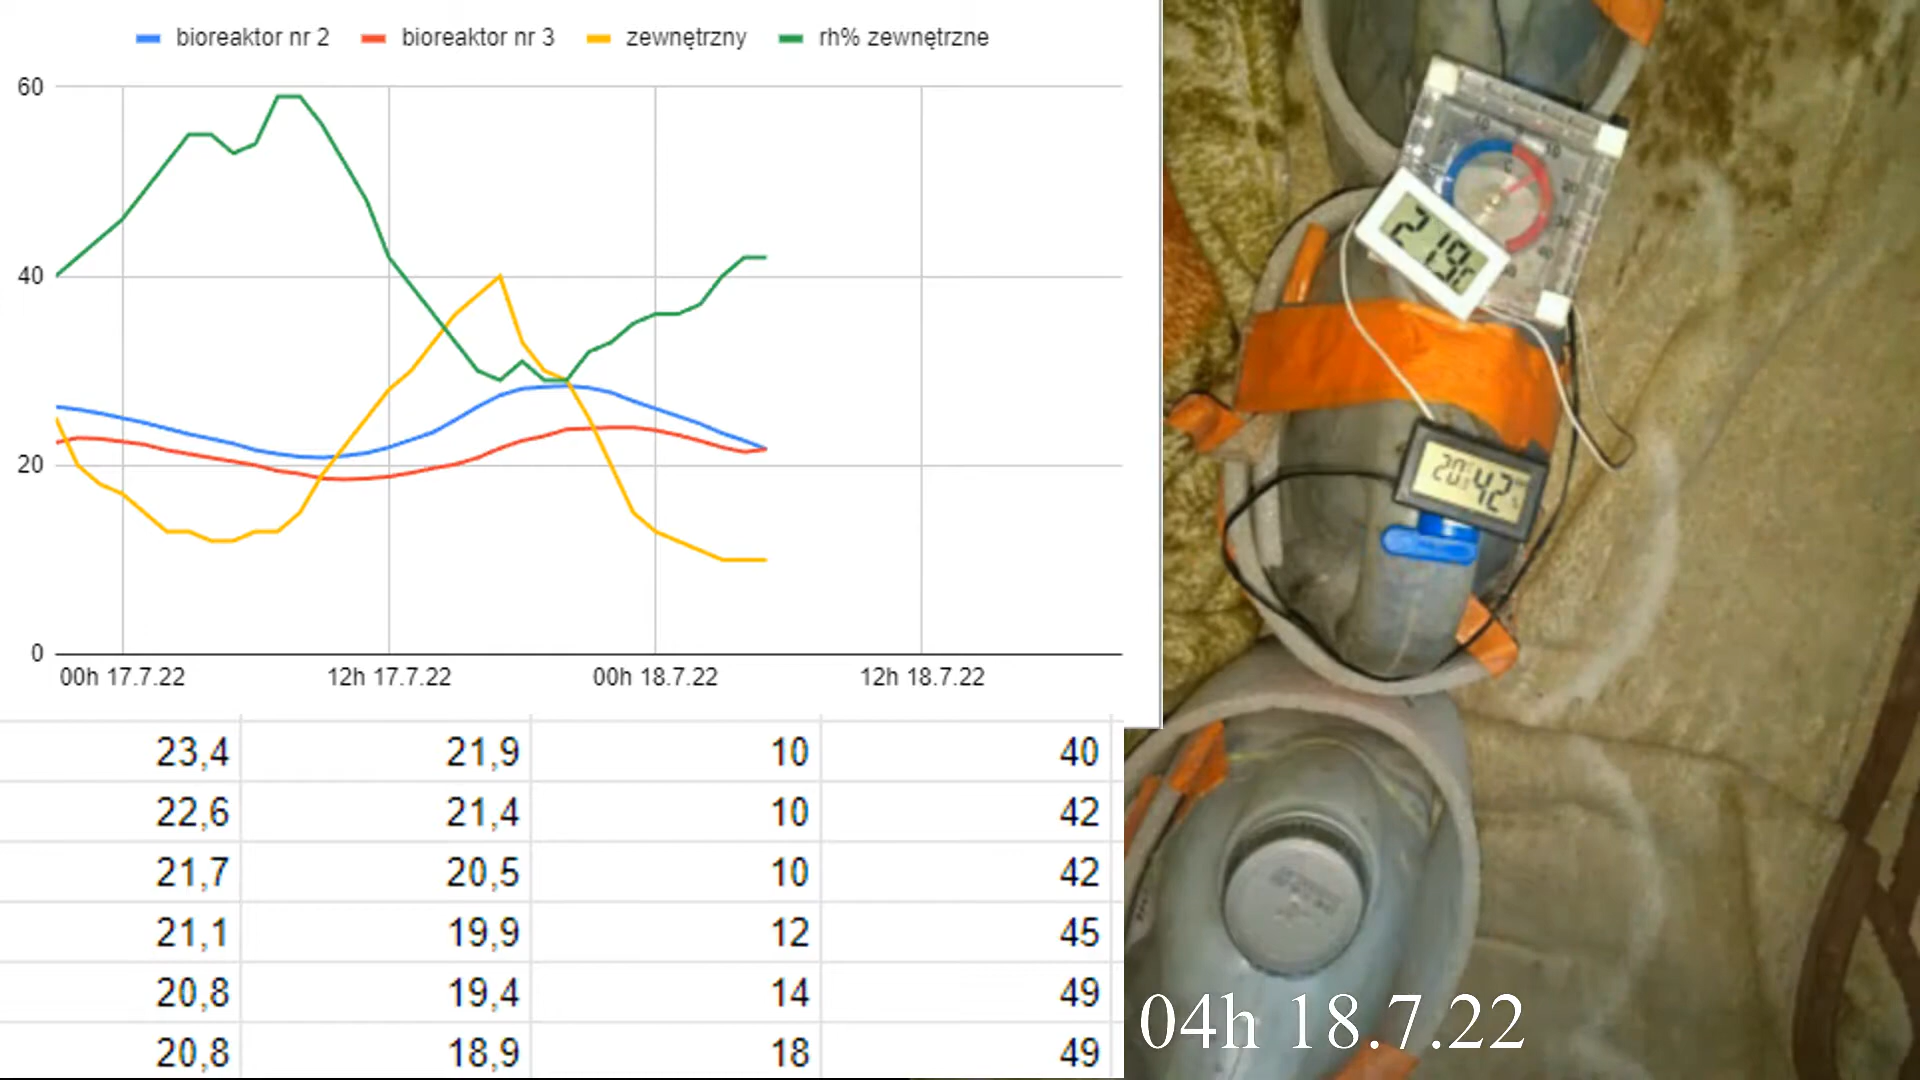 bioreaktor nr 2 bioreaktor nr 3 zewnętrzny rh% zewnętrzne
60
40
20
0
00h 17.7.22 12h 17.7.22 00h 18.7.22 12h 18.7.22
23,4 21,9 10 40
22,6 21,4 10 42
21,7 20,5 10 42
21,1 19,9 12 45
20,8 19,4 14 49
20,8 18,9 18 49
21.9c
20 42
04h 18.7.22